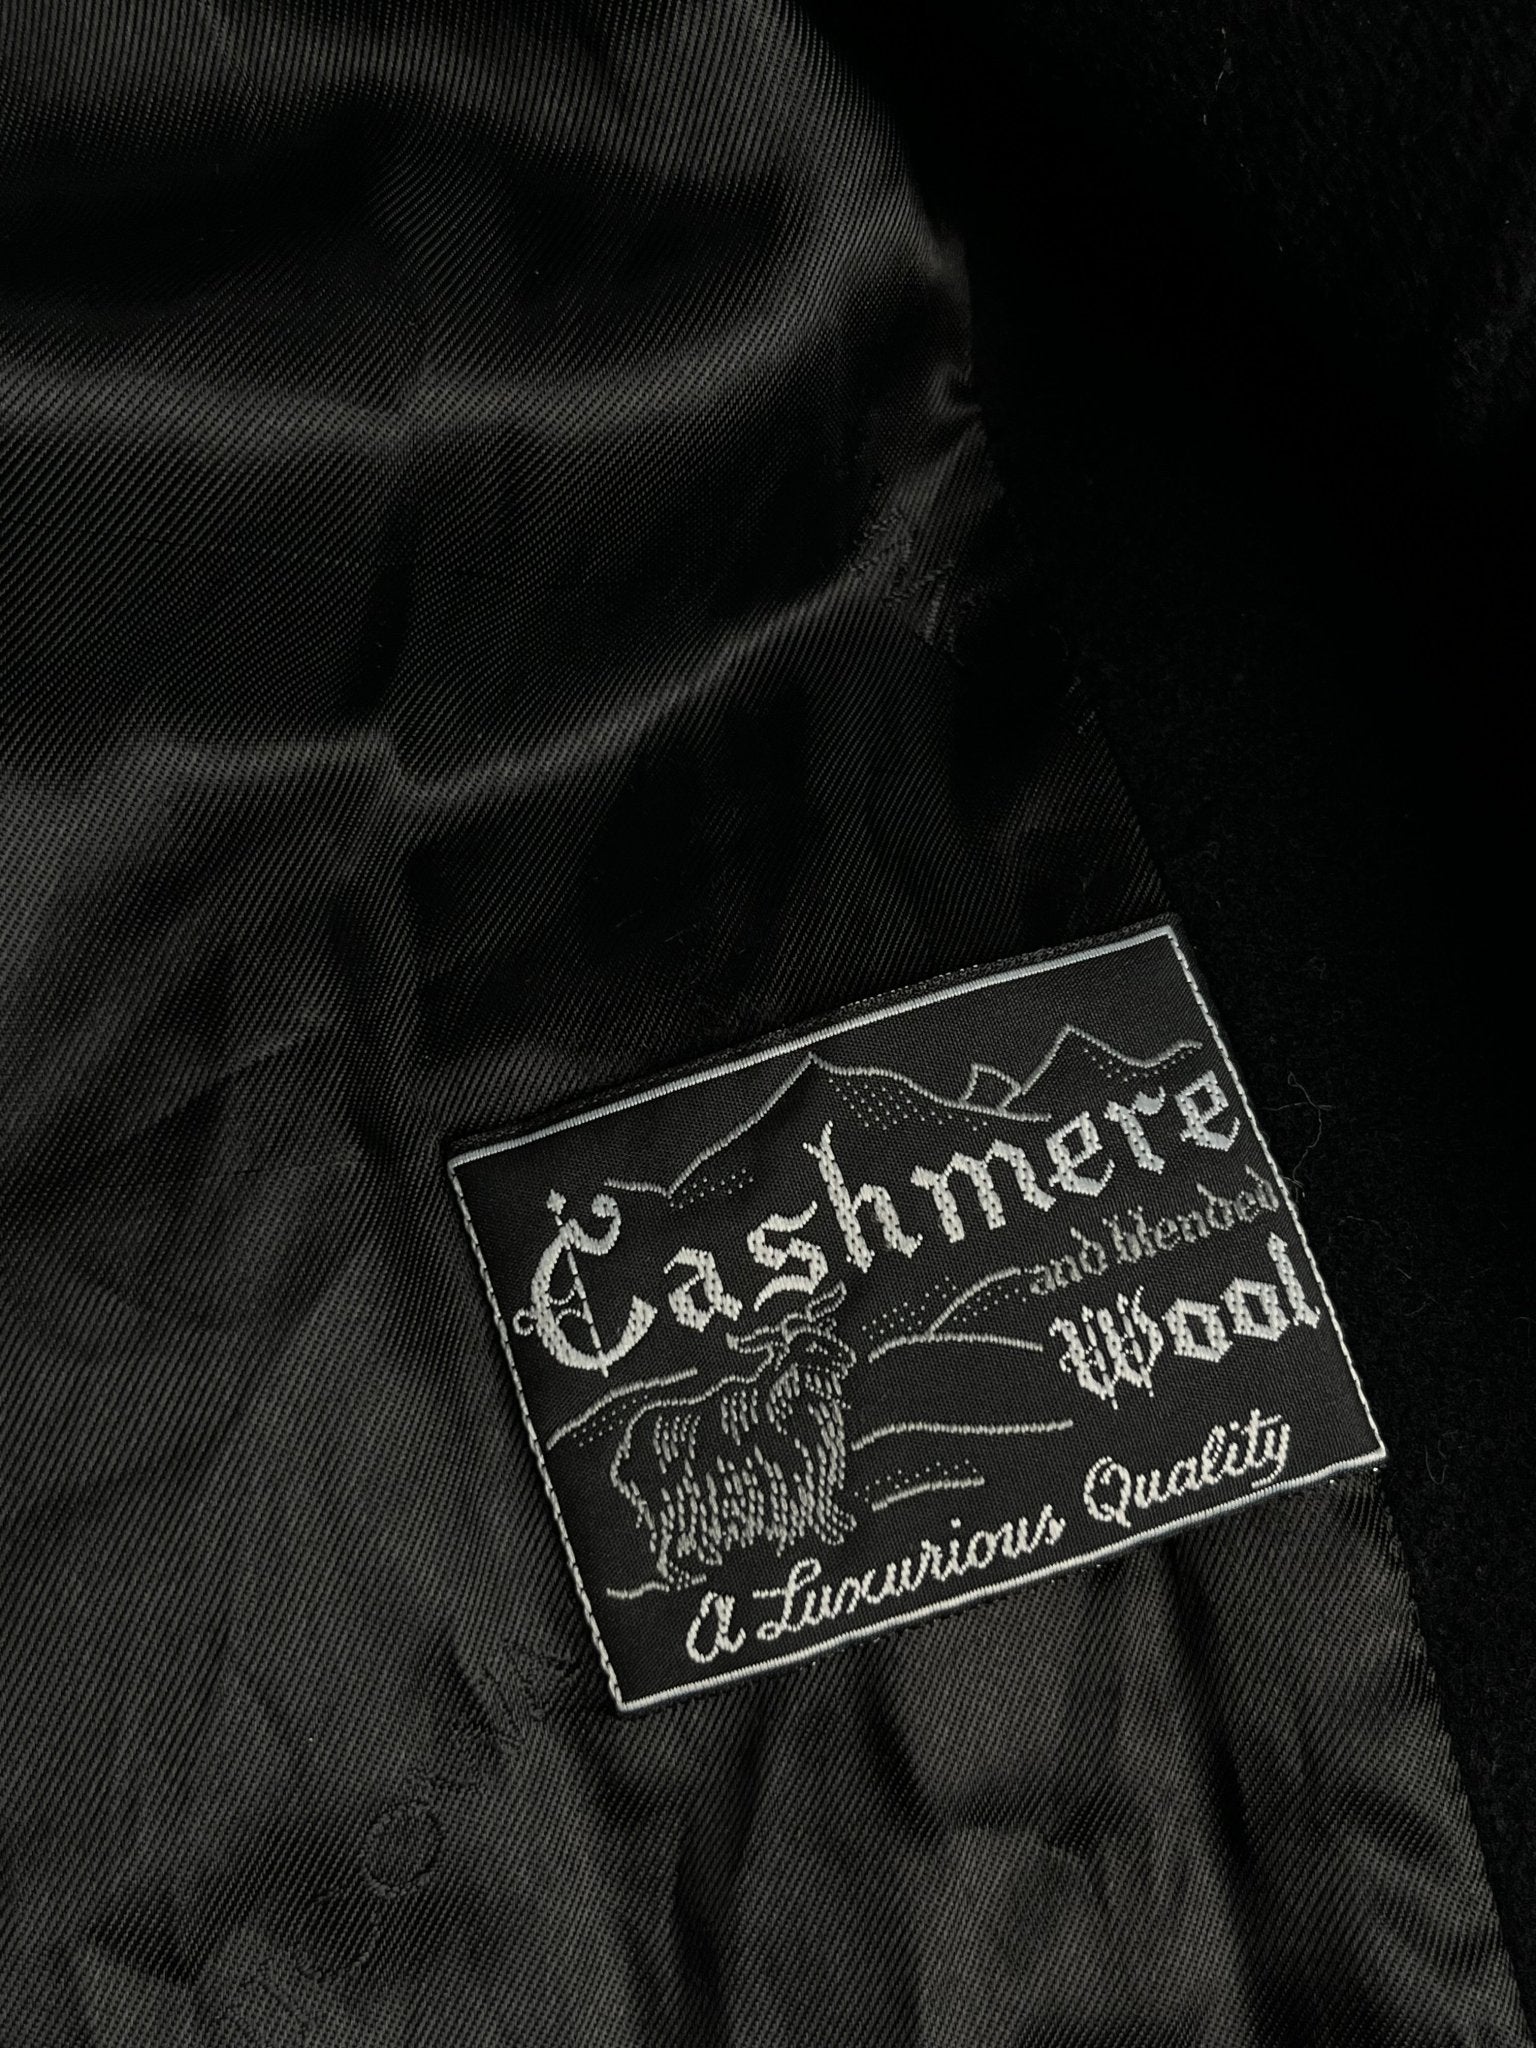 Cashmere
and blended
Wool
A Luxurious Quality